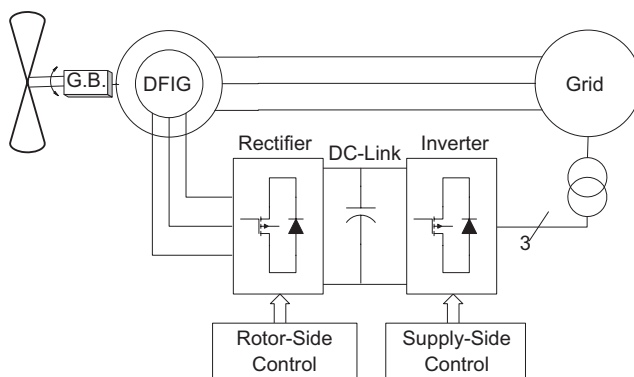 G.B.
DFIG
Grid
Rectifier
DC-Link
Inverter
3
Rotor-Side
Control
Supply-Side
Control